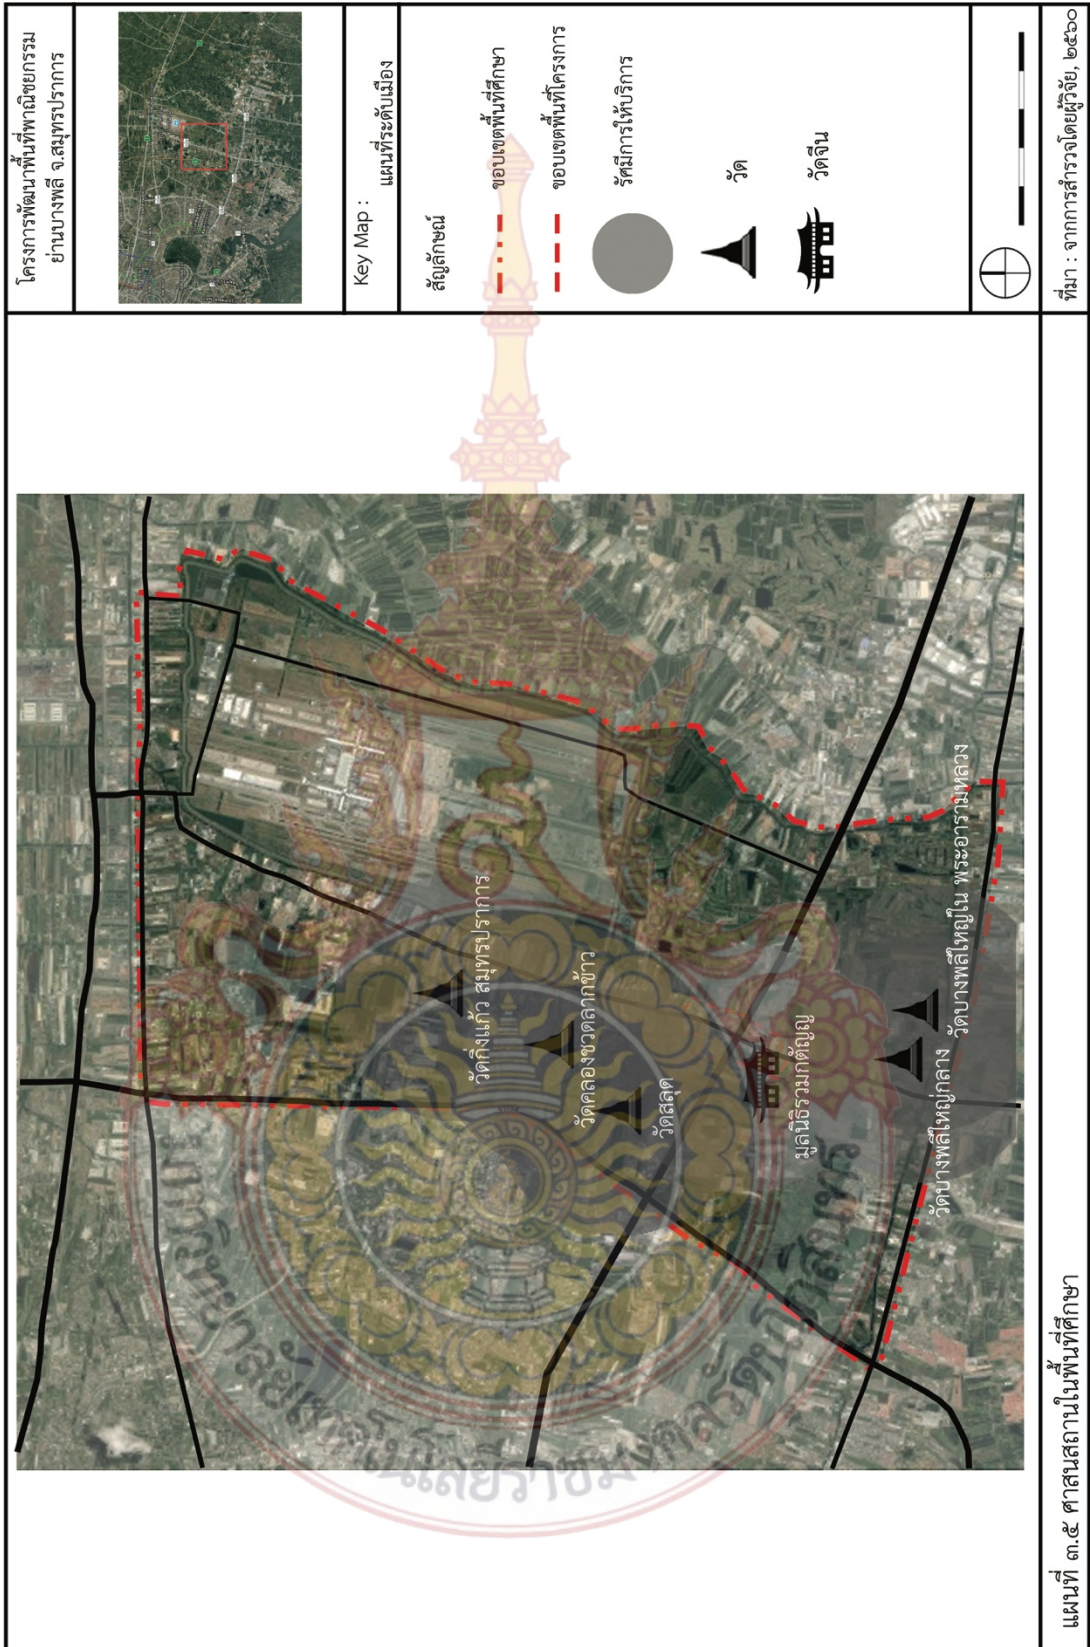 โครงการพัฒนาพื้นที่พาณิชยกรรม
ย่านบางพลี จ.สมุทรปราการ
Key Map :
แผนที่ระดับเมือง
สัญลักษณ์
ขอบเขตพื้นที่ศึกษา
ขอบเขตพื้นที่โครงการ
รัศมีการให้บริการ
วัด
วัดจีน
ที่มา : จากการสำรวจโดยผู้วิจัย, ๒๕๖๐
วัดกิ่งแก้ว สมุทรปราการ
วัดคลองชวดลากข้าว
วัดสลุด
มูลนิธิรวมกตัญญู
วัดบางพลีใหญ่กลาง
วัดบางพลีใหญ่ใน พระอารามหลวง
แผนที่ ๓.๕ ศาสนสถานในพื้นที่ศึกษา